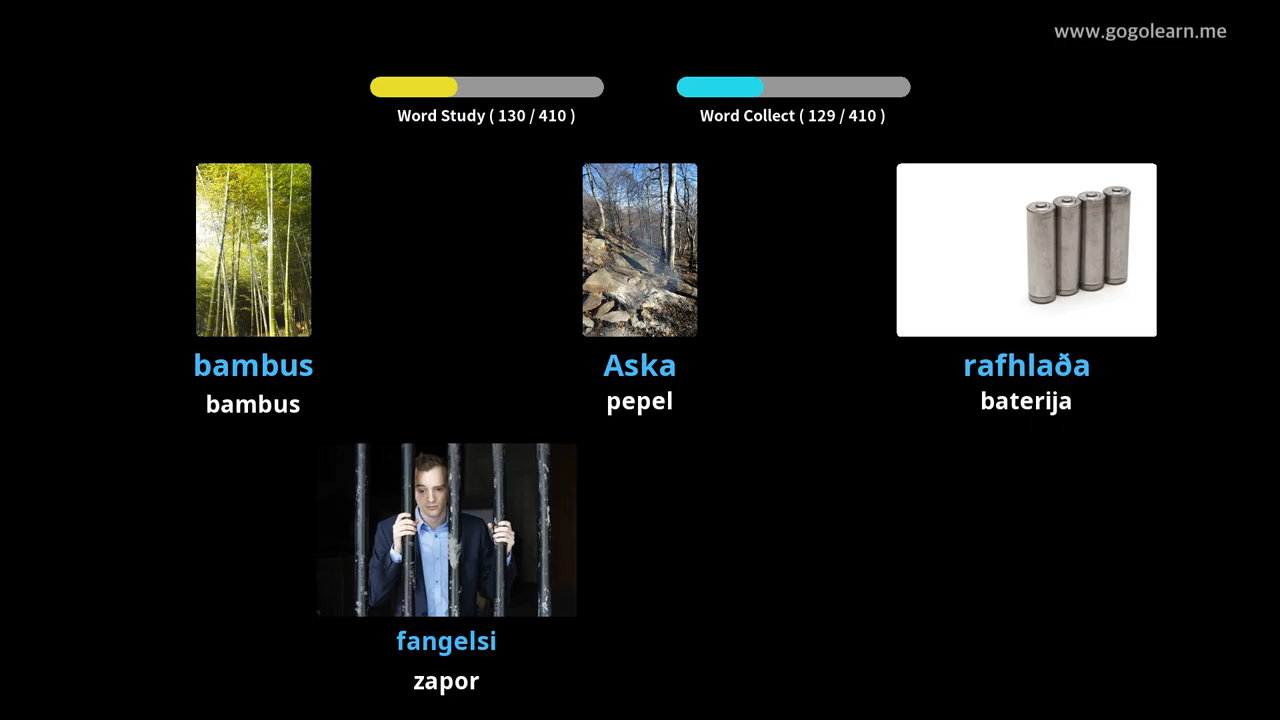 www.gogolearn.me
Word Study ( 130 / 410 )
Word Collect ( 129 / 410 )
bambus
bambus
Aska
pepel
rafhlaða
baterija
fangelsi
zapor